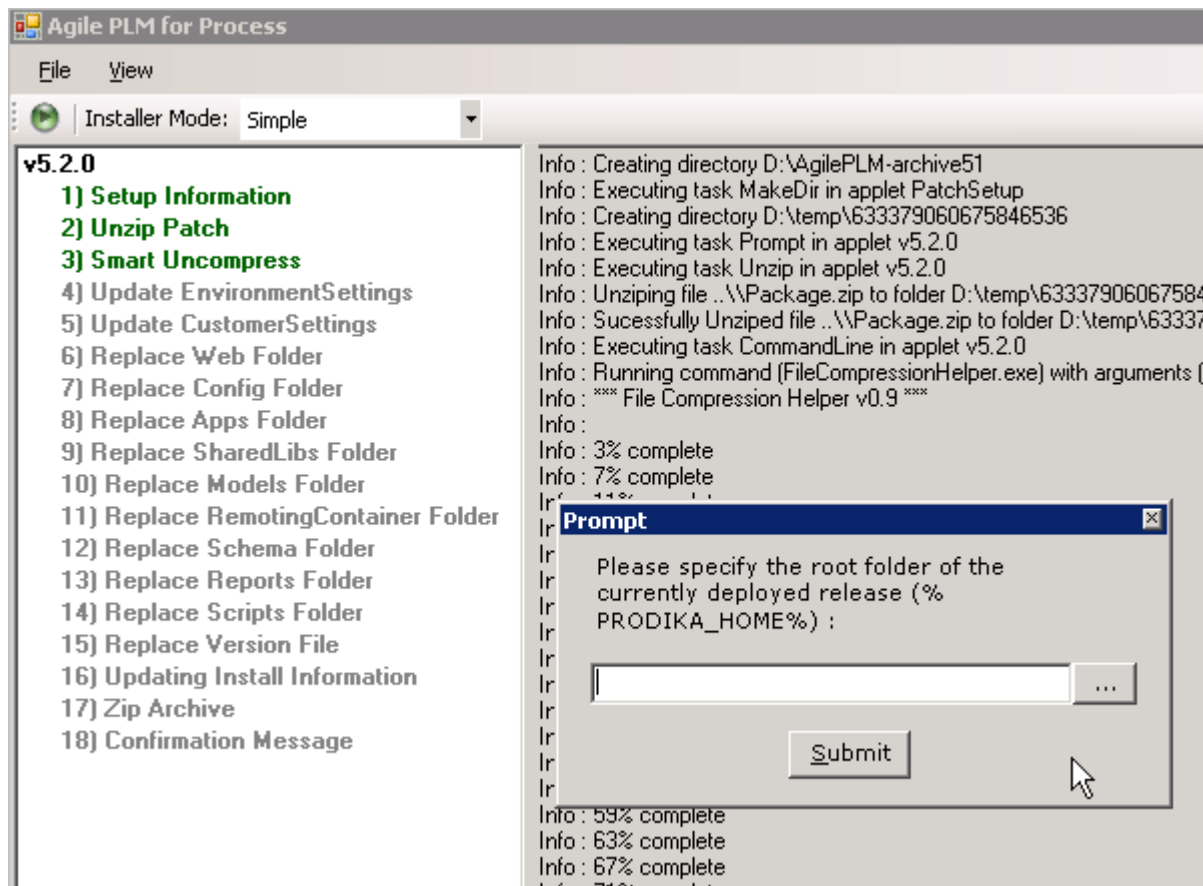 Agile PLM for Process
File View
Installer Mode: Simple
v5.2.0
1) Setup Information
2) Unzip Patch
3) Smart Uncompress
4) Update EnvironmentSettings
5) Update CustomerSettings
6) Replace Web Folder
7) Replace Config Folder
8) Replace Apps Folder
9) Replace SharedLibs Folder
10) Replace Models Folder
11) Replace RemotingContainer Folder
12) Replace Schema Folder
13) Replace Reports Folder
14) Replace Scripts Folder
15) Replace Version File
16) Updating Install Information
17) Zip Archive
18) Confirmation Message
Info : Creating directory D:\AgilePLM-archive51
Info : Executing task MakeDir in applet PatchSetup
Info : Creating directory D:\temp\633379060675846536
Info : Executing task Prompt in applet v5.2.0
Info : Executing task Unzip in applet v5.2.0
Info : Unziping file ..\\Package.zip to folder D:\temp\63337906067584
Info : Sucessfully Unziped file ..\\Package.zip to folder D:\temp\63337
Info : Executing task CommandLine in applet v5.2.0
Info : Running command (FileCompressionHelper.exe) with arguments (
Info : *** File Compression Helper v0.9 ***
Info :
Info : 3% complete
Info : 7% complete
Prompt
Please specify the root folder of the
currently deployed release (%
PRODIKA_HOME%) :
...
Submit
Info : 59% complete
Info : 63% complete
Info : 67% complete